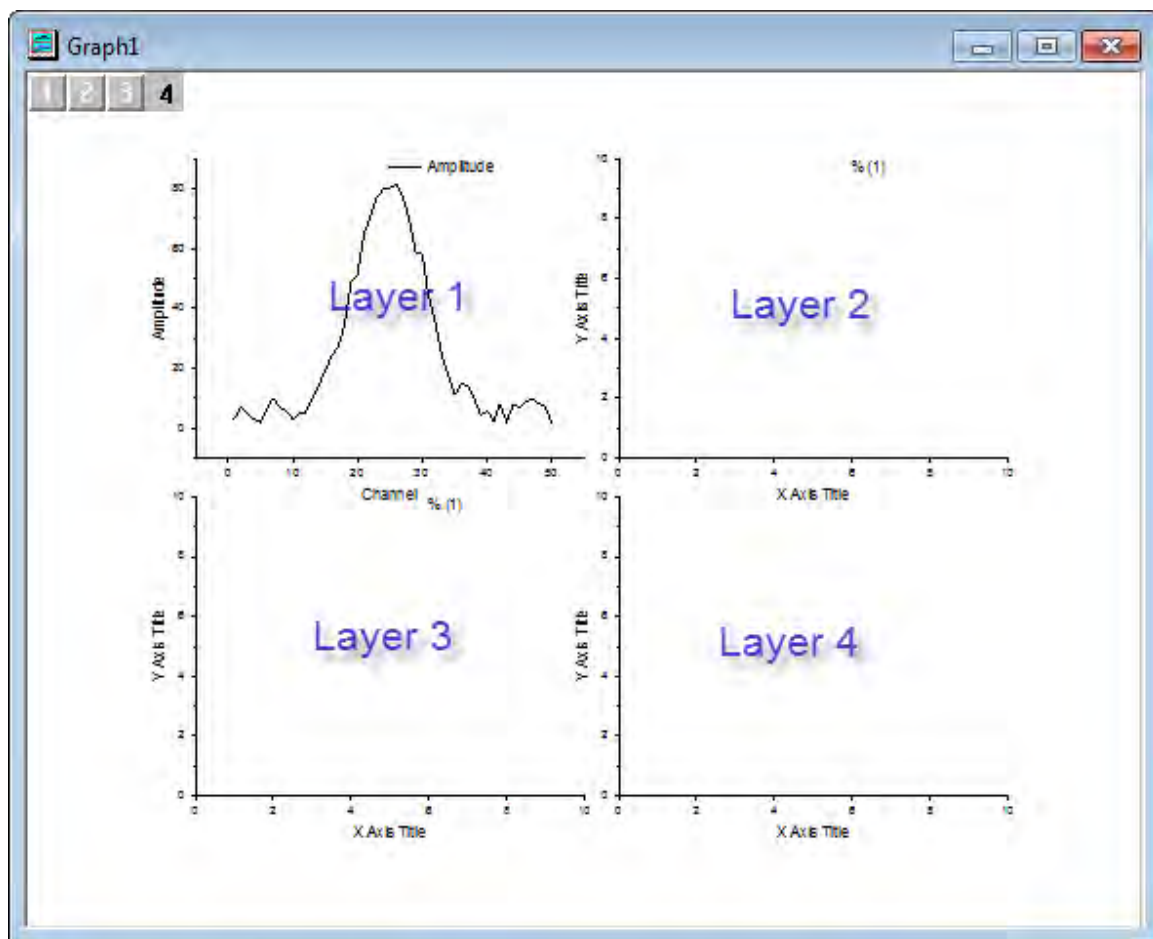 Graph1
1 2 3 4
Amplitude
80
60
40
20
0
Amplitude
Layer 1
0 10 20 30 40 50
Channel
% (1)
10
8
6
4
2
0
Y Axis Title
Layer 2
0 2 4 6 8 10
X Axis Title
% (1)
10
8
6
4
2
0
Y Axis Title
Layer 3
0 2 4 6 8 10
X Axis Title
10
8
6
4
2
0
Y Axis Title
Layer 4
0 2 4 6 8 10
X Axis Title